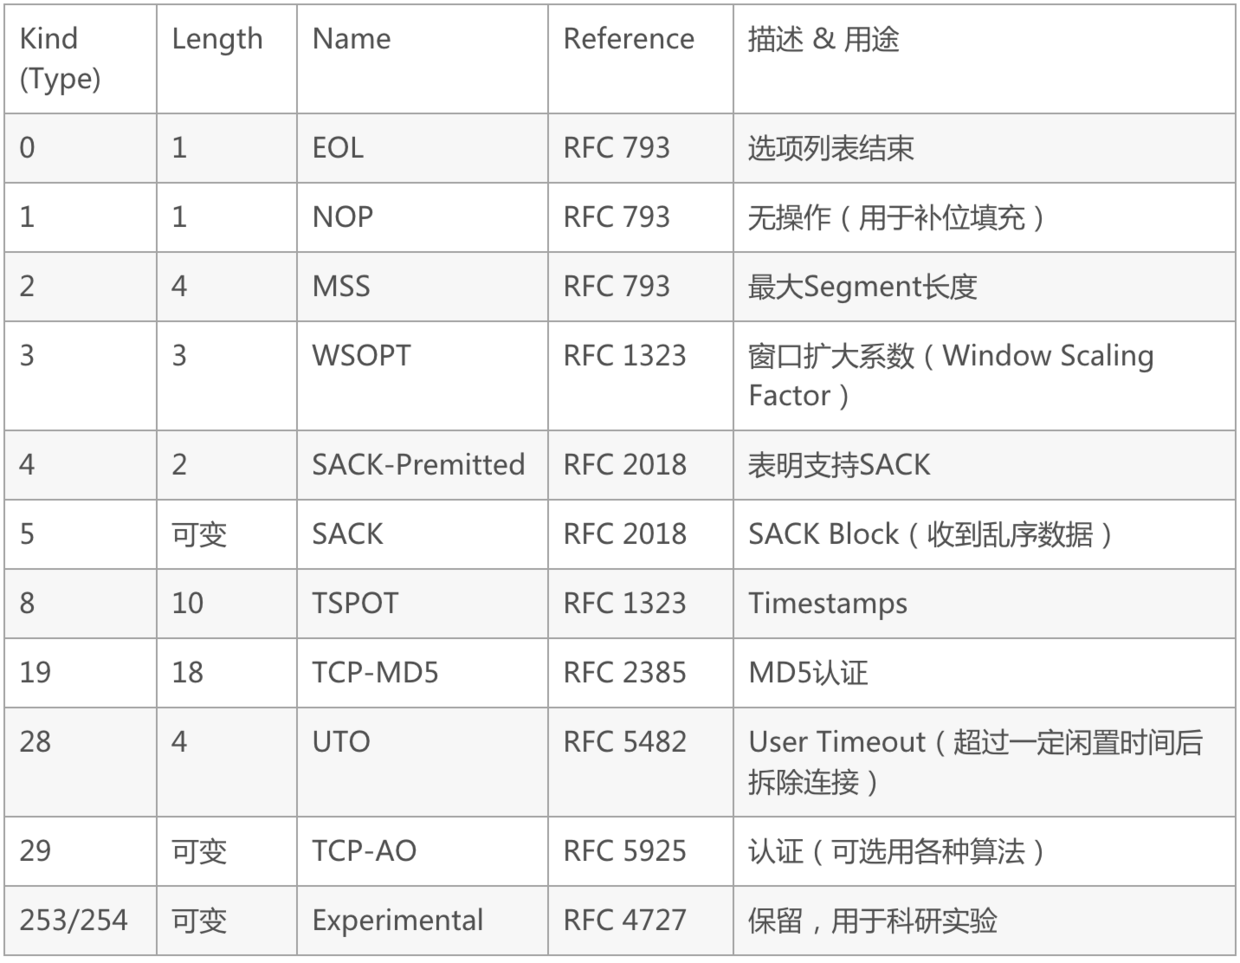 Kind Length Name Reference 描述 & 用途
(Type)
0 1 EOL RFC 793 选项列表结束
1 1 NOP RFC 793 无操作（用于补位填充）
2 4 MSS RFC 793 最大Segment长度
3 3 WSOPT RFC 1323 窗口扩大系数（Window Scaling
Factor）
4 2 SACK-Premitted RFC 2018 表明支持SACK
5 可变 SACK RFC 2018 SACK Block（收到乱序数据）
8 10 TSPOT RFC 1323 Timestamps
19 18 TCP-MD5 RFC 2385 MD5认证
28 4 UTO RFC 5482 User Timeout（超过一定闲置时间后
拆除连接）
29 可变 TCP-AO RFC 5925 认证（可选用各种算法）
253/254 可变 Experimental RFC 4727 保留，用于科研实验